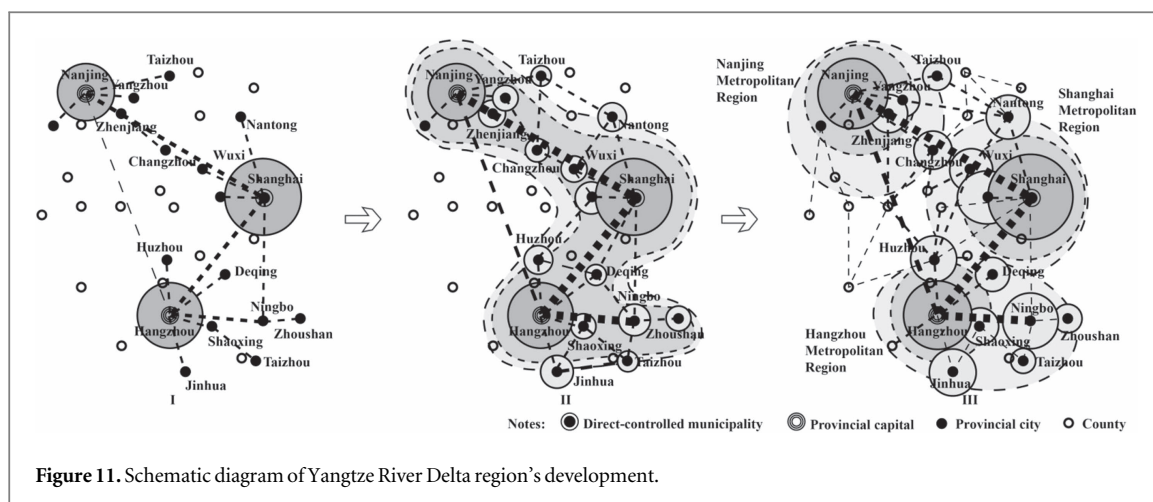 Taizhou
Nanjing
Yangzhou
Zhenjiang
Nantong
Changzhou
Wuxi
Shanghai
Huzhou
Deqing
Ningbo
Hangzhou
Zhoushan
Shaoxing
Taizhou
Jinhua
I
Taizhou
Nanjing
Yangzhou
Zhenjiang
Nantong
Wuxi
Changzhou
Shanghai
Huzhou
Deqing
Ningbo
Hangzhou
Zhoushan
Shaoxing
Taizhou
Jinhua
II
Nanjing
Metropolitan
Region
Taizhou
Nanjing
Yangzhou
Nantong
Shanghai
Metropolitan
Region
Zhenjiang
Changzhou
Wuxi
Shanghai
Huzhou
Deqing
Ningbo
Hangzhou
Zhoushan
Hangzhou
Metropolitan
Region
Shaoxing
Taizhou
Jinhua
III
Notes: Direct-controlled municipality Provincial capital Provincial city County
Figure 11. Schematic diagram of Yangtze River Delta region's development.